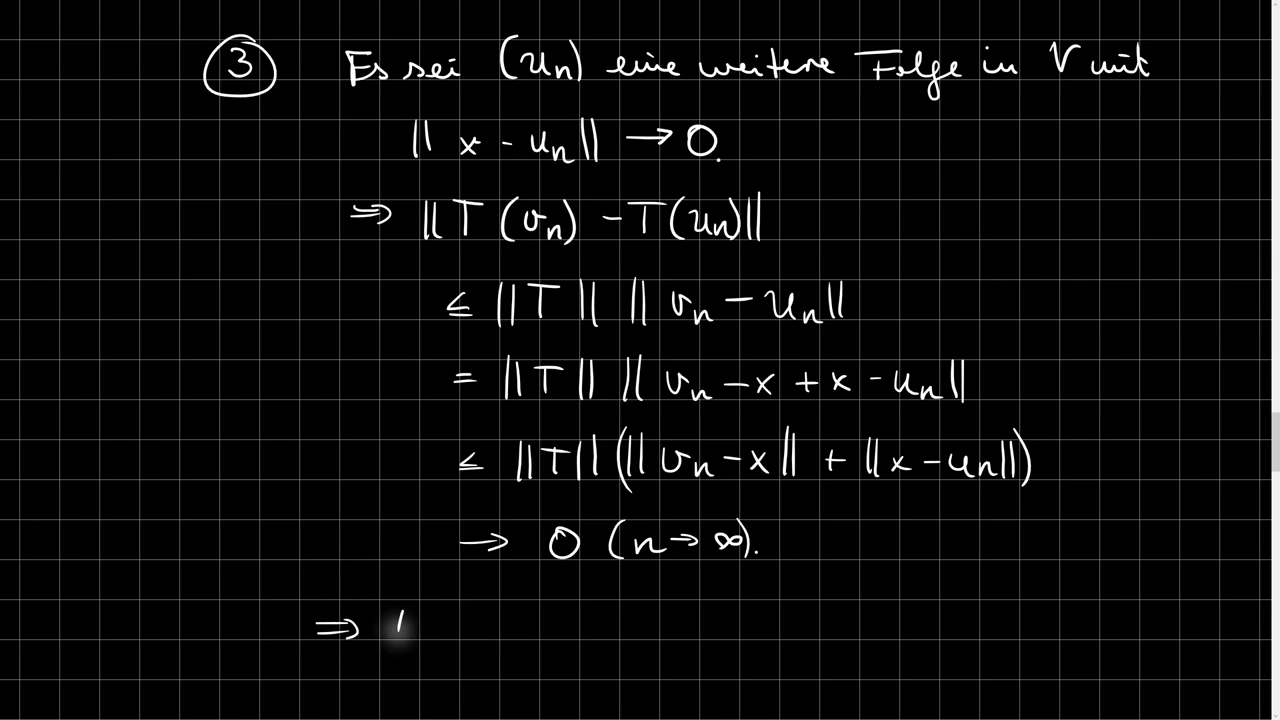 ③ Es sei (u_n) eine weitere Folge in V mit
|| x - u_n || → 0.
⇒ || T (v_n) - T(u_n) ||
≤ || T || || v_n - u_n ||
= || T || || v_n - x + x - u_n ||
≤ || T || ( || v_n - x || + || x - u_n || )
→ 0 (n → ∞).
⇒